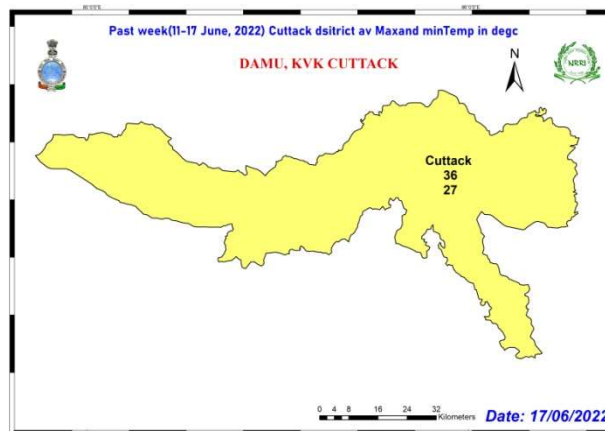 Past week(11-17 June, 2022) Cuttack dsitrict av Maxand minTemp in degc
DAMU, KVK CUTTACK
N
NRRI
Cuttack
36
27
0 4 8 16 24 32
Kilometers
Date: 17/06/2022